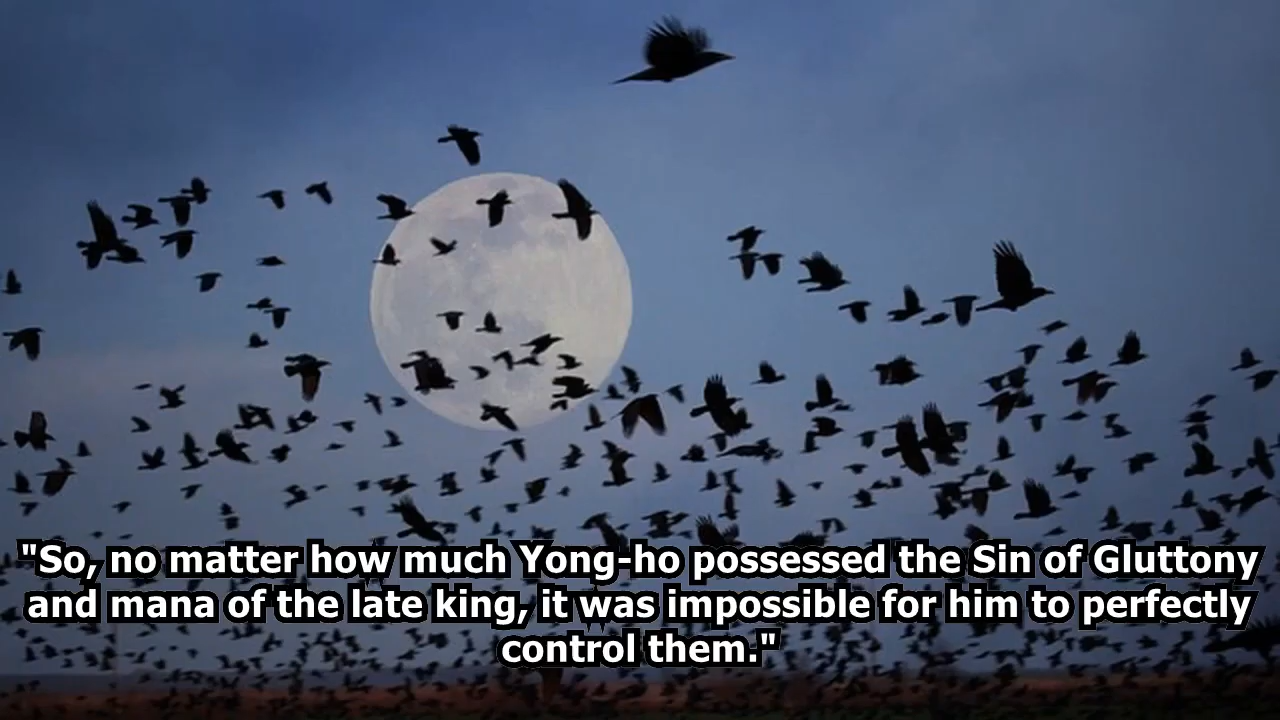 "So, no matter how much Yong-ho possessed the Sin of Gluttony
and mana of the late king, it was impossible for him to perfectly
control them."